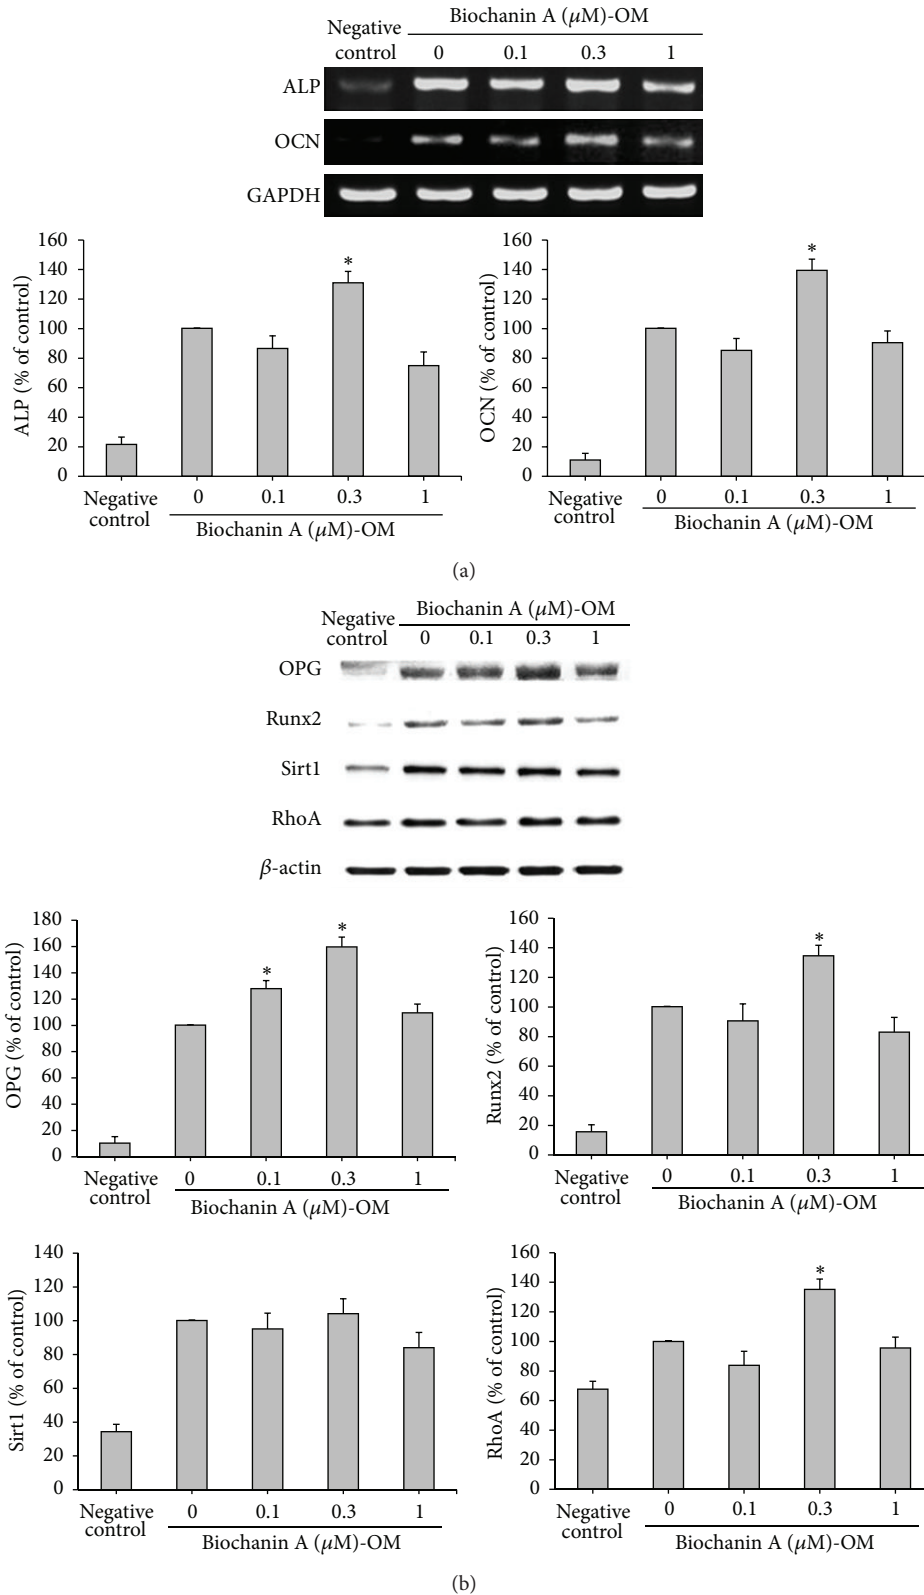 Negative control
Biochanin A (μM)-OM
0 0.1 0.3 1
ALP
OCN
GAPDH
ALP (% of control)
160
140
120
100
80
60
40
20
0
*
Negative control
0 0.1 0.3 1
Biochanin A (μM)-OM
OCN (% of control)
160
140
120
100
80
60
40
20
0
*
Negative control
0 0.1 0.3 1
Biochanin A (μM)-OM
(a)
Negative control
Biochanin A (μM)-OM
0 0.1 0.3 1
OPG
Runx2
Sirt1
RhoA
β-actin
OPG (% of control)
180
160
140
120
100
80
60
40
20
0
*
*
Negative control
0 0.1 0.3 1
Biochanin A (μM)-OM
Runx2 (% of control)
160
140
120
100
80
60
40
20
0
*
Negative control
0 0.1 0.3 1
Biochanin A (μM)-OM
Sirt1 (% of control)
140
120
100
80
60
40
20
0
Negative control
0 0.1 0.3 1
Biochanin A (μM)-OM
RhoA (% of control)
160
140
120
100
80
60
40
20
0
*
Negative control
0 0.1 0.3 1
Biochanin A (μM)-OM
(b)